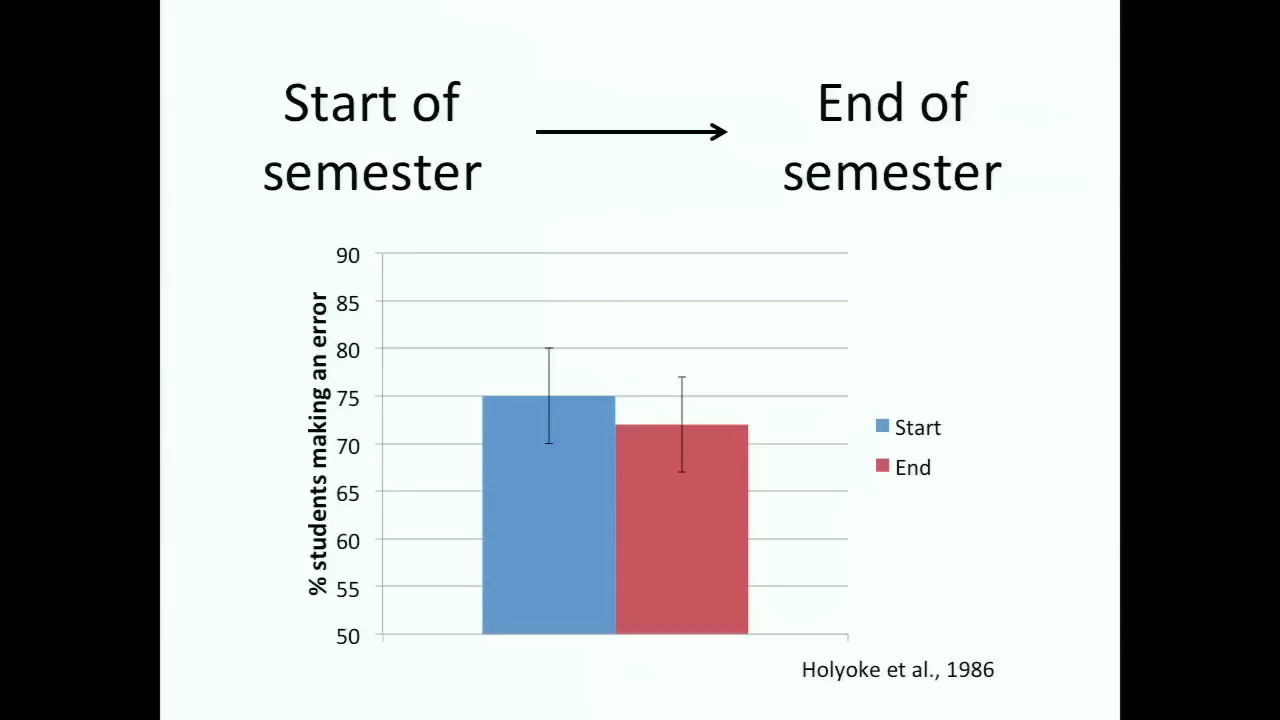 Start of
semester
End of
semester
% students making an error
90
85
80
75
70
65
60
55
50
Start
End
Holyoke et al., 1986